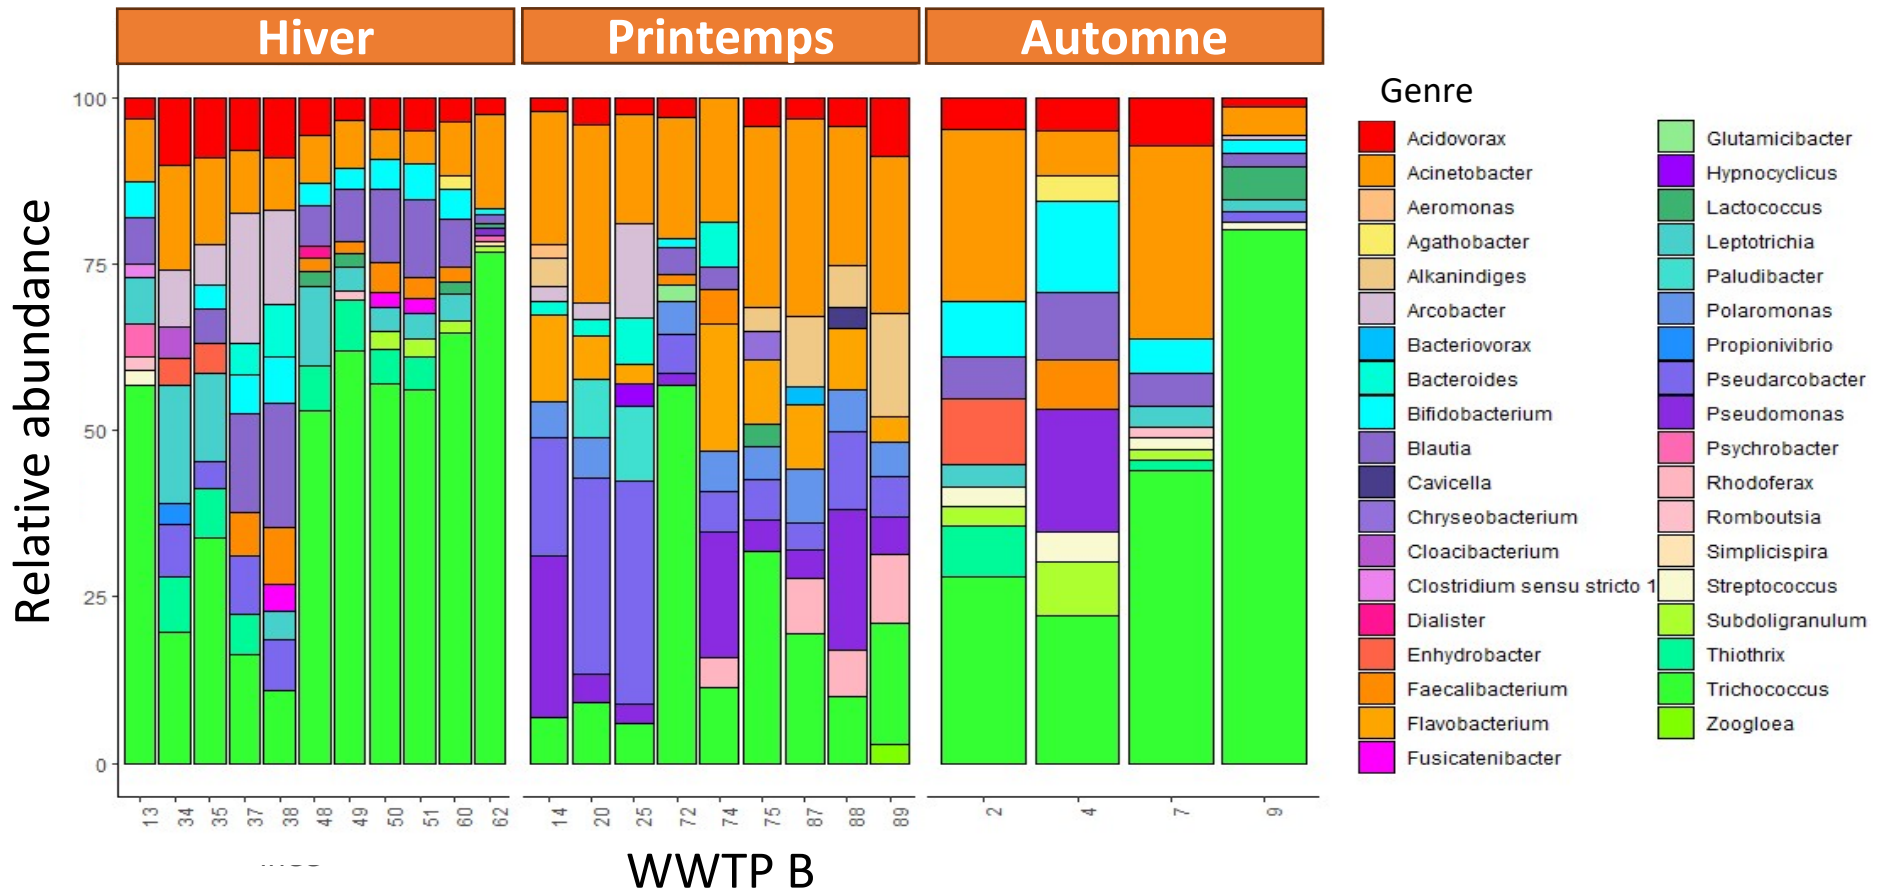 Hiver Printemps Automne
Relative abundance
100
75
50
25
0
13 34 35 37 38 48 49 50 51 60 62
14 20 25 72 74 75 87 88 89
2 4 7 9
WWTP B
Genre
Acidovorax
Acinetobacter
Aeromonas
Agathobacter
Alkanindiges
Arcobacter
Bacteriovorax
Bacteroides
Bifidobacterium
Blautia
Cavicella
Chryseobacterium
Cloacibacterium
Clostridium sensu stricto 1
Dialister
Enhydrobacter
Faecalibacterium
Flavobacterium
Fusicatenibacter
Glutamicibacter
Hypnocyclicus
Lactococcus
Leptotrichia
Paludibacter
Polaromonas
Propionivibrio
Pseudarcobacter
Pseudomonas
Psychrobacter
Rhodoferax
Romboutsia
Simplicispira
Streptococcus
Subdoligranulum
Thiothrix
Trichococcus
Zoogloea